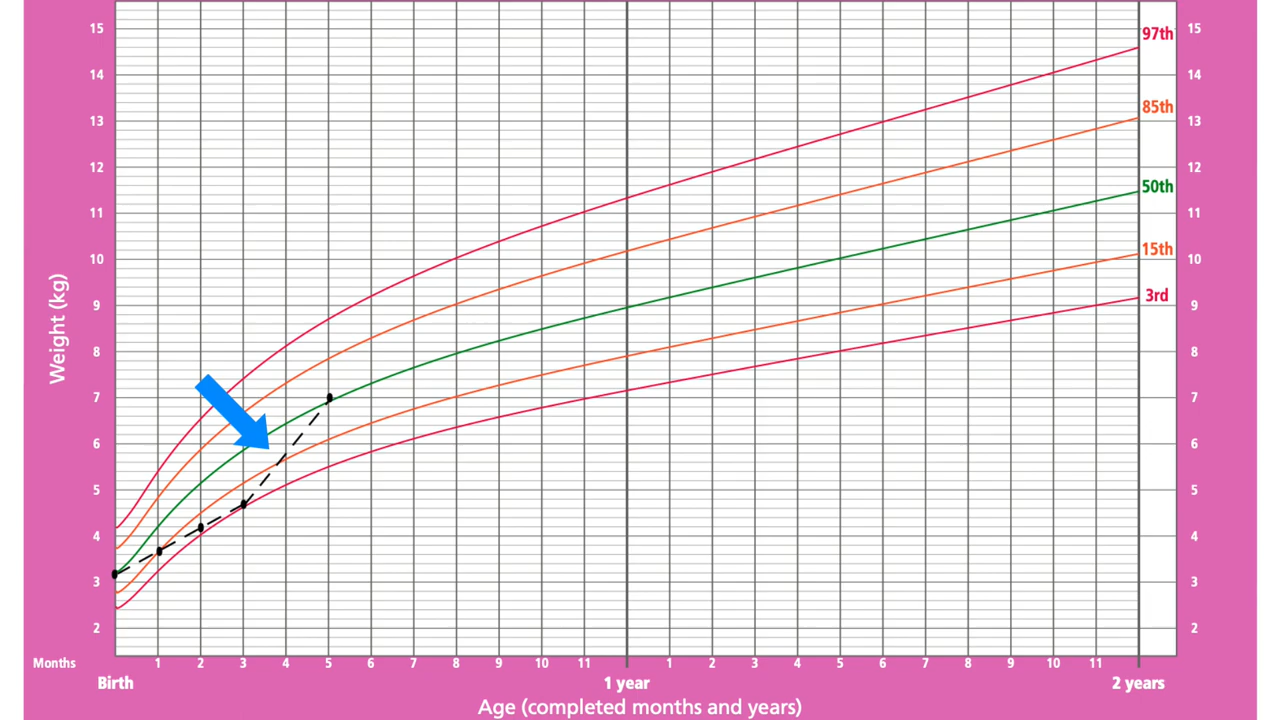 15 15
97th
14 14
85th
13 13
12 12
50th
11 11
15th
10 10
3rd
9 9
8 8
7 7
6 6
5 5
4 4
3 3
2 2
Weight (kg)
Months 1 2 3 4 5 6 7 8 9 10 11 1 2 3 4 5 6 7 8 9 10 11
Birth 1 year 2 years
Age (completed months and years)